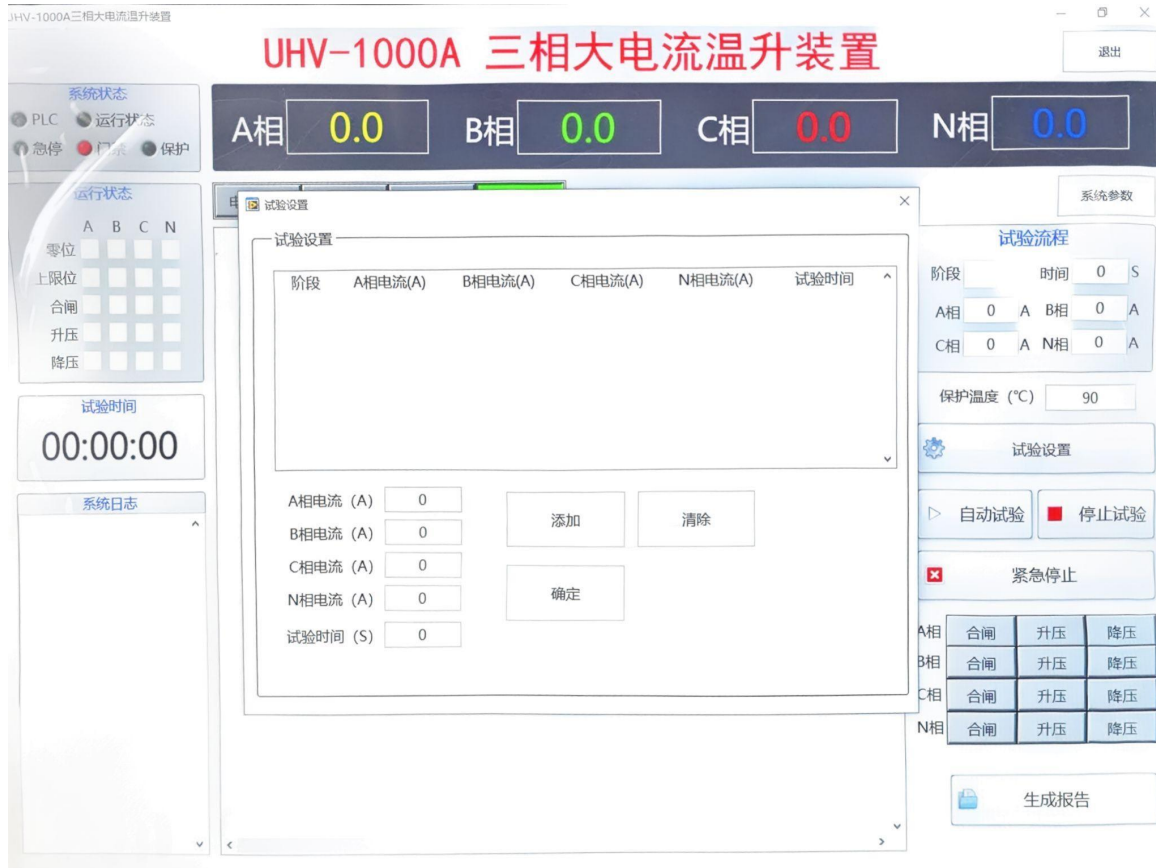 UHV-1000A三相大电流温升装置
UHV-1000A 三相大电流温升装置
退出
系统状态
PLC 运行状态
急停 门禁 保护
A相 0.0 B相 0.0 C相 0.0 N相 0.0
运行状态
A B C N
零位
上限位
合闸
升压
降压
试验时间
00:00:00
系统日志
试验设置
试验设置
阶段 A相电流(A) B相电流(A) C相电流(A) N相电流(A) 试验时间
A相电流 (A) 0
B相电流 (A) 0
C相电流 (A) 0
N相电流 (A) 0
试验时间 (S) 0
添加 清除
确定
系统参数
试验流程
阶段 时间 0 S
A相 0 A B相 0 A
C相 0 A N相 0 A
保护温度 (℃) 90
试验设置
自动试验 停止试验
紧急停止
A相 合闸 升压 降压
B相 合闸 升压 降压
C相 合闸 升压 降压
N相 合闸 升压 降压
生成报告